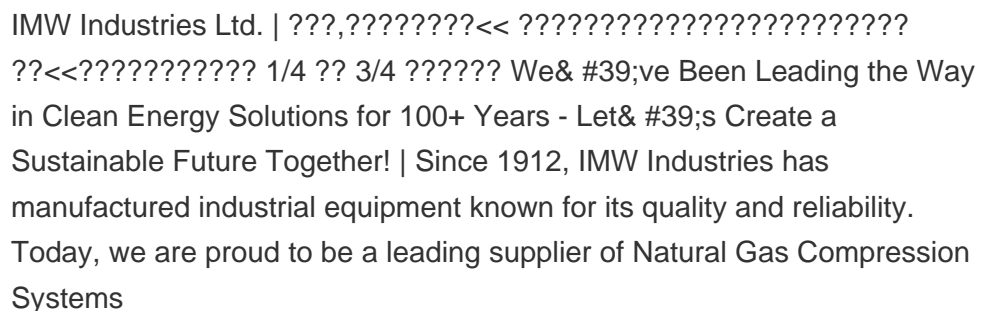 IMW Industries Ltd. | ???,????????<< ????????????????????????
??<<??????????? 1/4 ?? 3/4 ?????? We& #39;ve Been Leading the Way
in Clean Energy Solutions for 100+ Years - Let& #39;s Create a
Sustainable Future Together! | Since 1912, IMW Industries has
manufactured industrial equipment known for its quality and reliability.
Today, we are proud to be a leading supplier of Natural Gas Compression
Systems